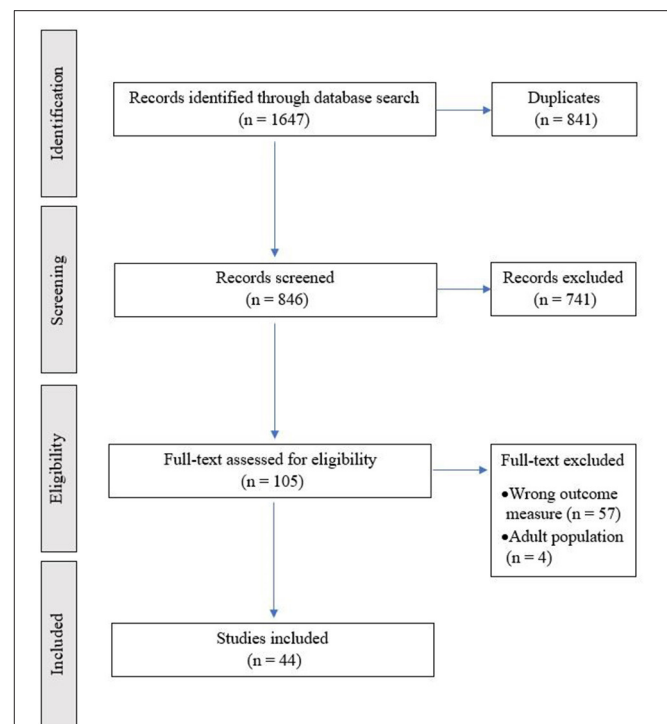 Identification
Records identified through database search
(n = 1647)
Duplicates
(n = 841)
Screening
Records screened
(n = 846)
Records excluded
(n = 741)
Eligibility
Full-text assessed for eligibility
(n = 105)
Full-text excluded
•Wrong outcome
measure (n = 57)
•Adult population
(n = 4)
Included
Studies included
(n = 44)